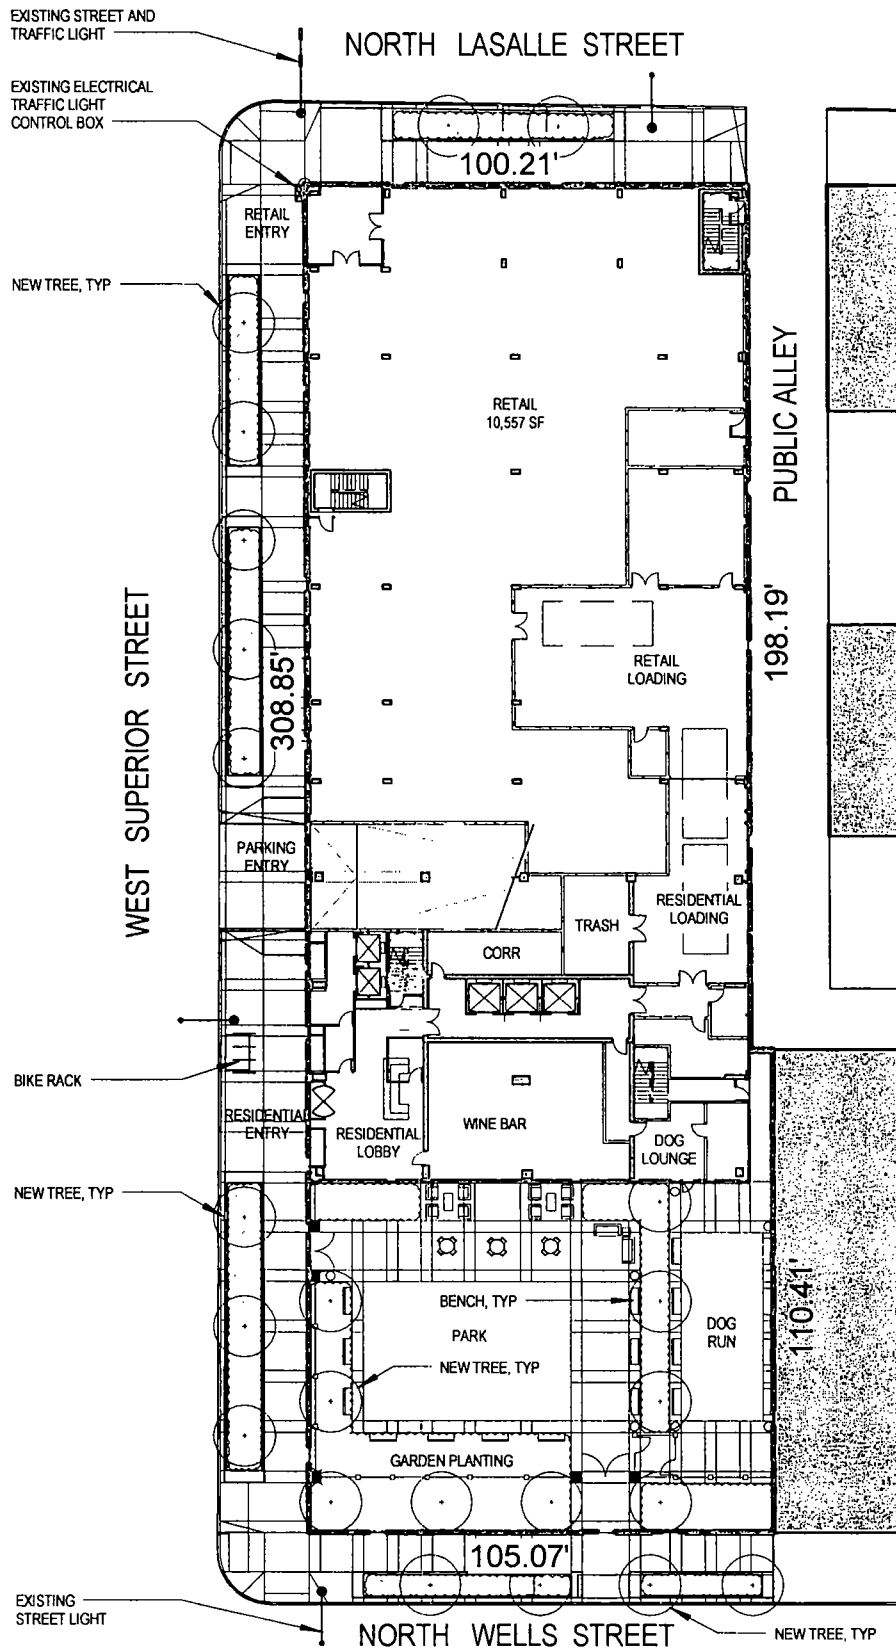 EXISTING STREET AND
TRAFFIC LIGHT
NORTH LASALLE STREET
EXISTING ELECTRICAL
TRAFFIC LIGHT
CONTROL BOX
100.21'
RETAIL
ENTRY
NEW TREE, TYP
PUBLIC ALLEY
RETAIL
10,557 SF
WEST SUPERIOR STREET
308.85'
198.19'
RETAIL
LOADING
PARKING
ENTRY
RESIDENTIAL
LOADING
TRASH
CORR
BIKE RACK
RESIDENTIAL
ENTRY
RESIDENTIAL
LOBBY
WINE BAR
DOG
LOUNGE
NEW TREE, TYP
110.41'
BENCH, TYP
PARK
DOG
RUN
NEW TREE, TYP
GARDEN PLANTING
105.07'
EXISTING
STREET LIGHT
NORTH WELLS STREET
NEW TREE, TYP